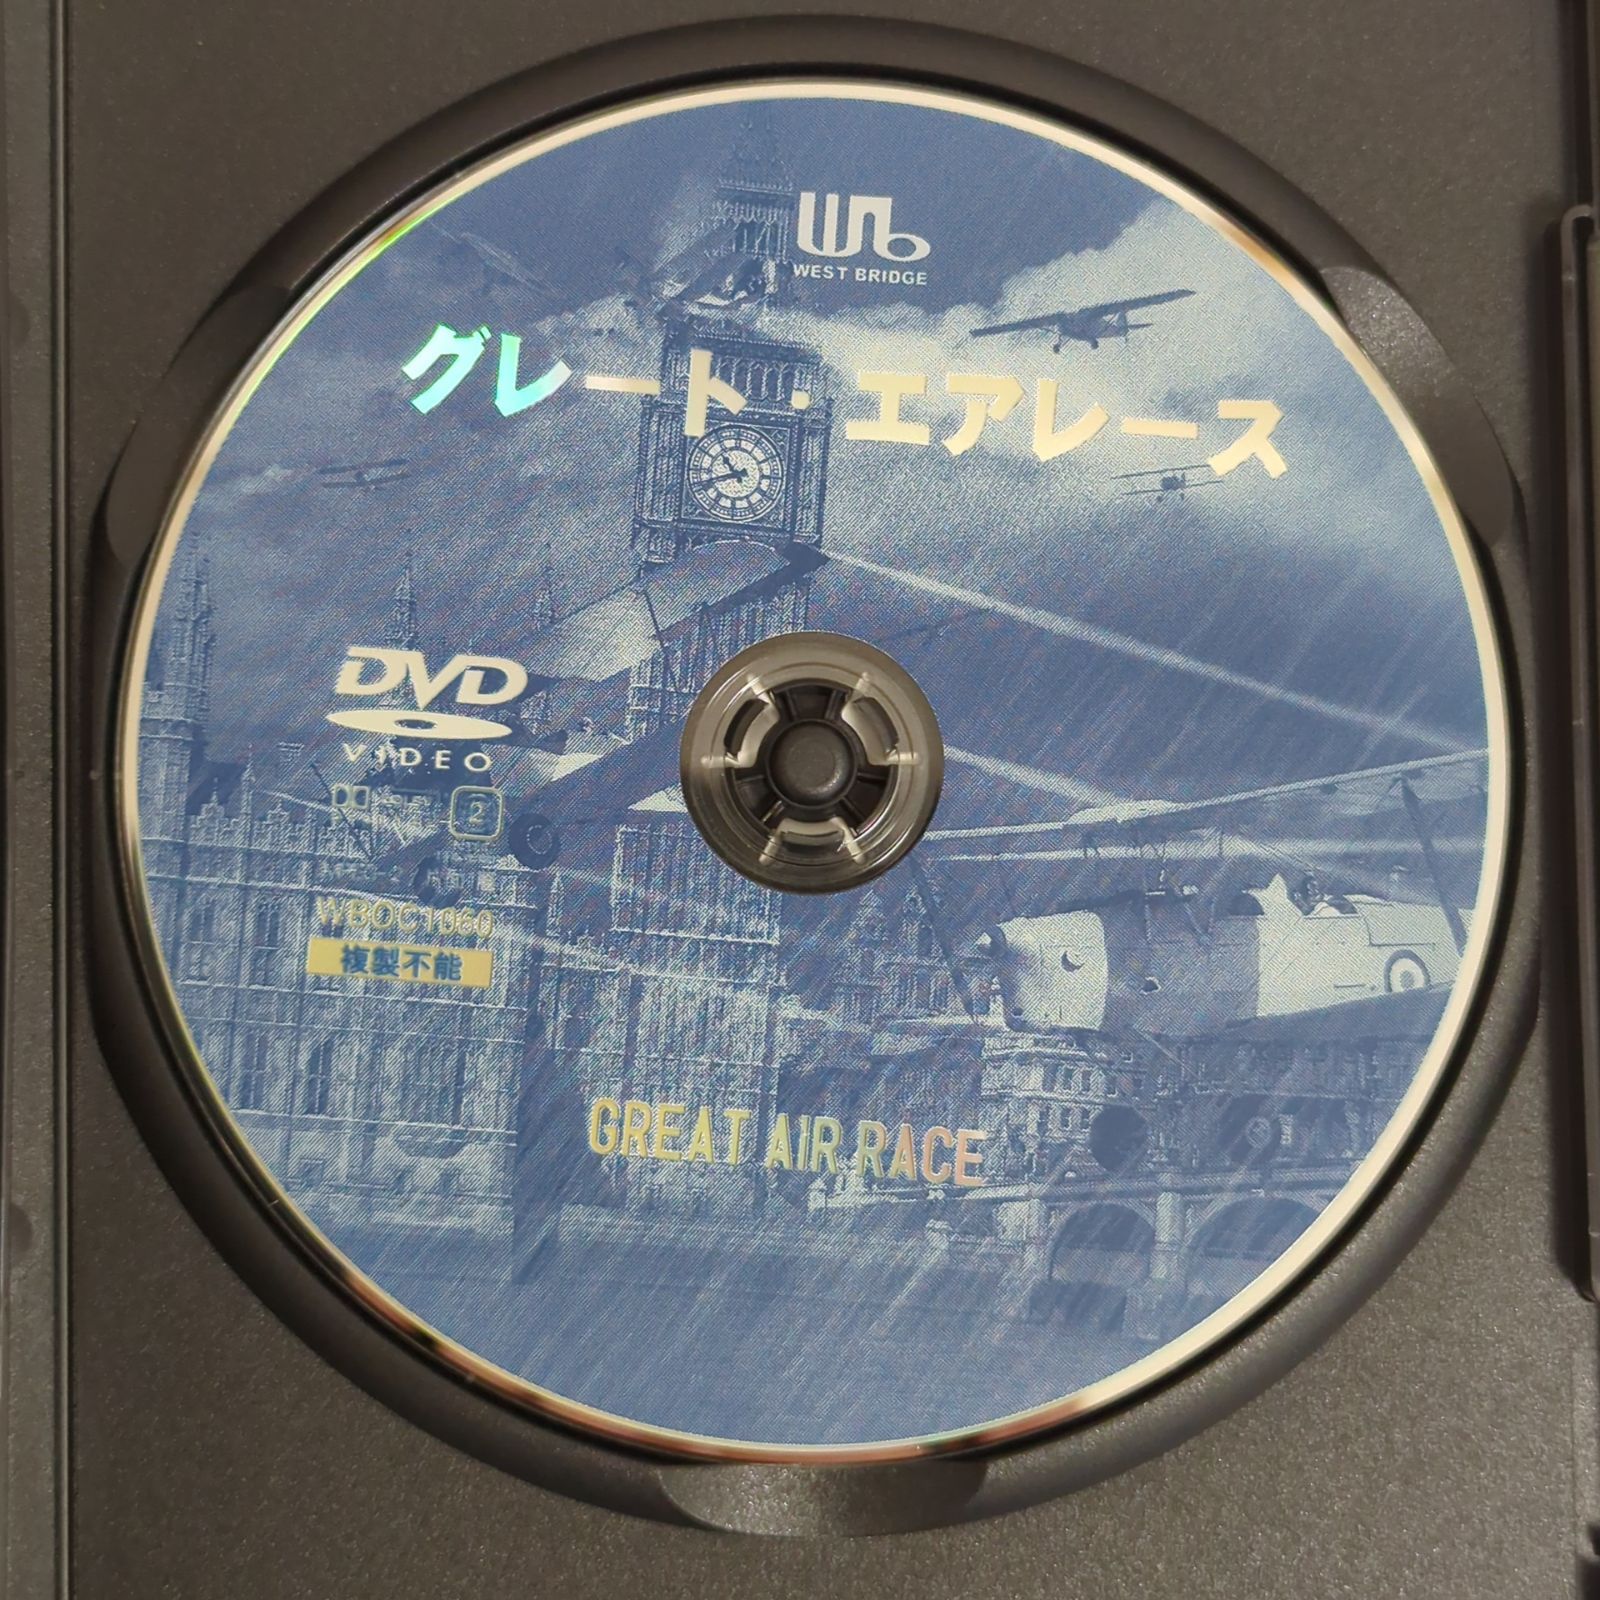 WEST BRIDGE
グレート・エアレース
DVD
VIDEO
2
WBOC1060
複製不能
GREAT AIR RACE